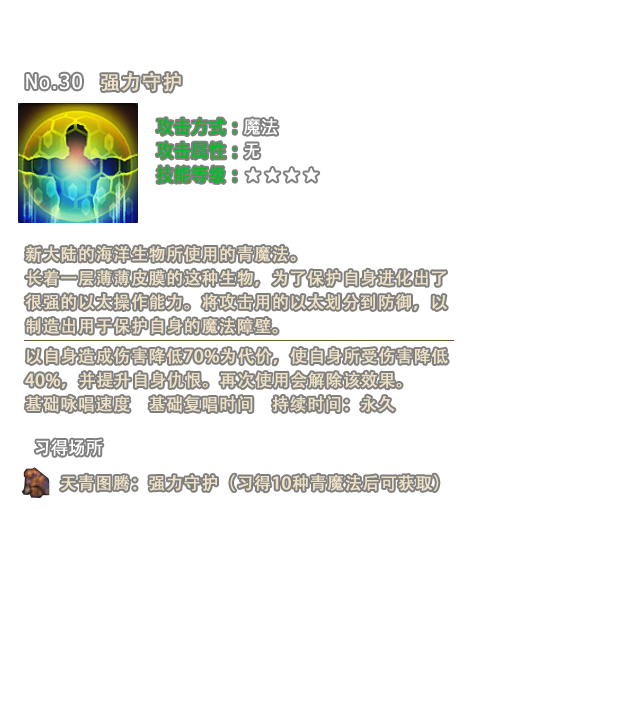 No.30 强力守护
攻击方式：魔法
攻击属性：无
技能等级：☆☆☆☆
新大陆的海洋生物所使用的青魔法。
长着一层薄薄皮膜的这种生物，为了保护自身进化出了
很强的以太操作能力。将攻击用的以太划分到防御，以
制造出用于保护自身的魔法障壁。
以自身造成伤害降低70%为代价，使自身所受伤害降低
40%，并提升自身仇恨。再次使用会解除该效果。
基础咏唱速度 基础复唱时间 持续时间：永久
习得场所
天青图腾：强力守护（习得10种青魔法后可获取）